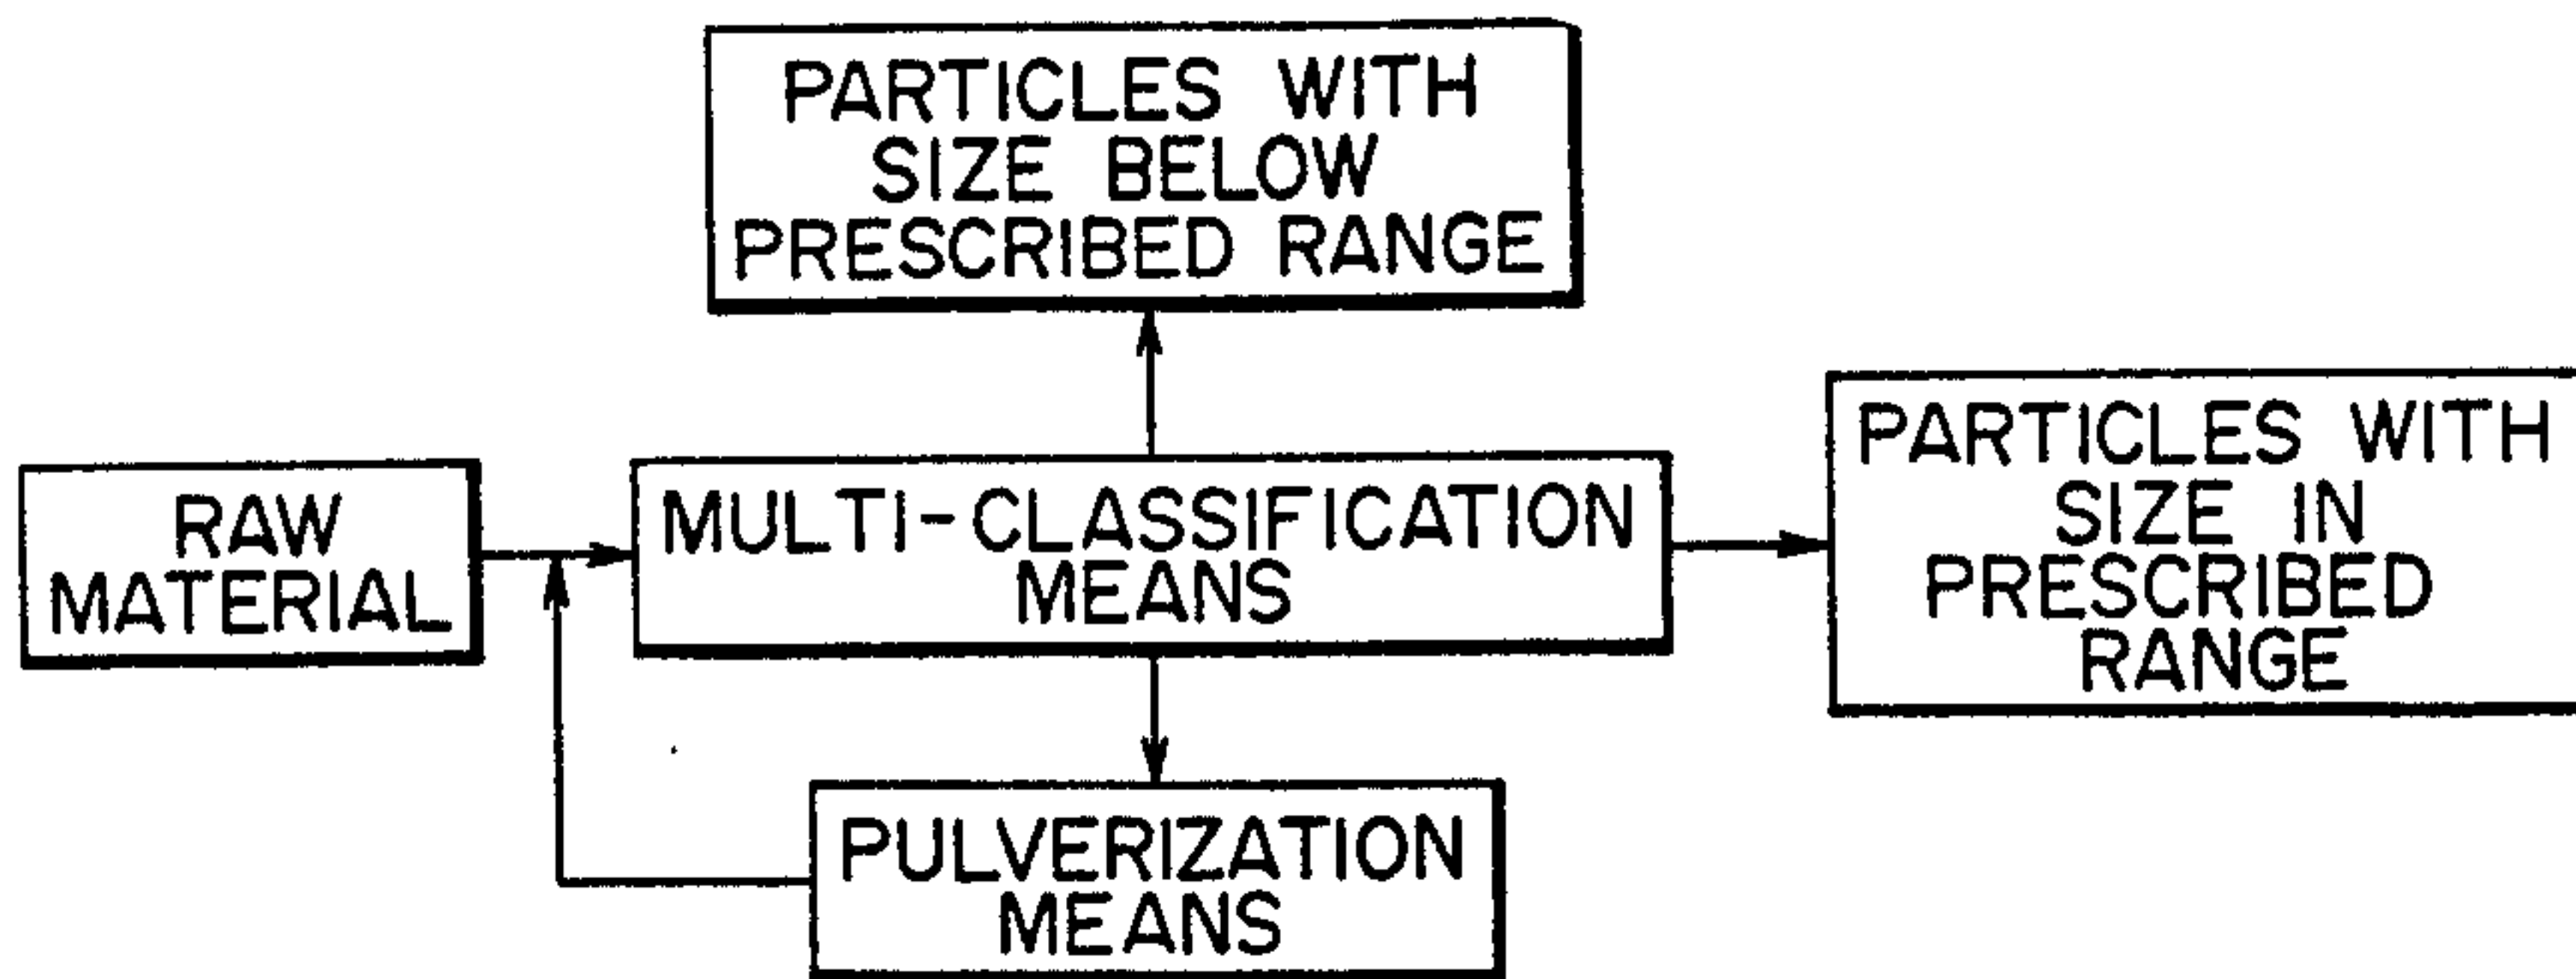 PARTICLES WITH
SIZE BELOW
PRESCRIBED RANGE
RAW
MATERIAL
MULTI-CLASSIFICATION
MEANS
PARTICLES WITH
SIZE IN
PRESCRIBED
RANGE
PULVERIZATION
MEANS